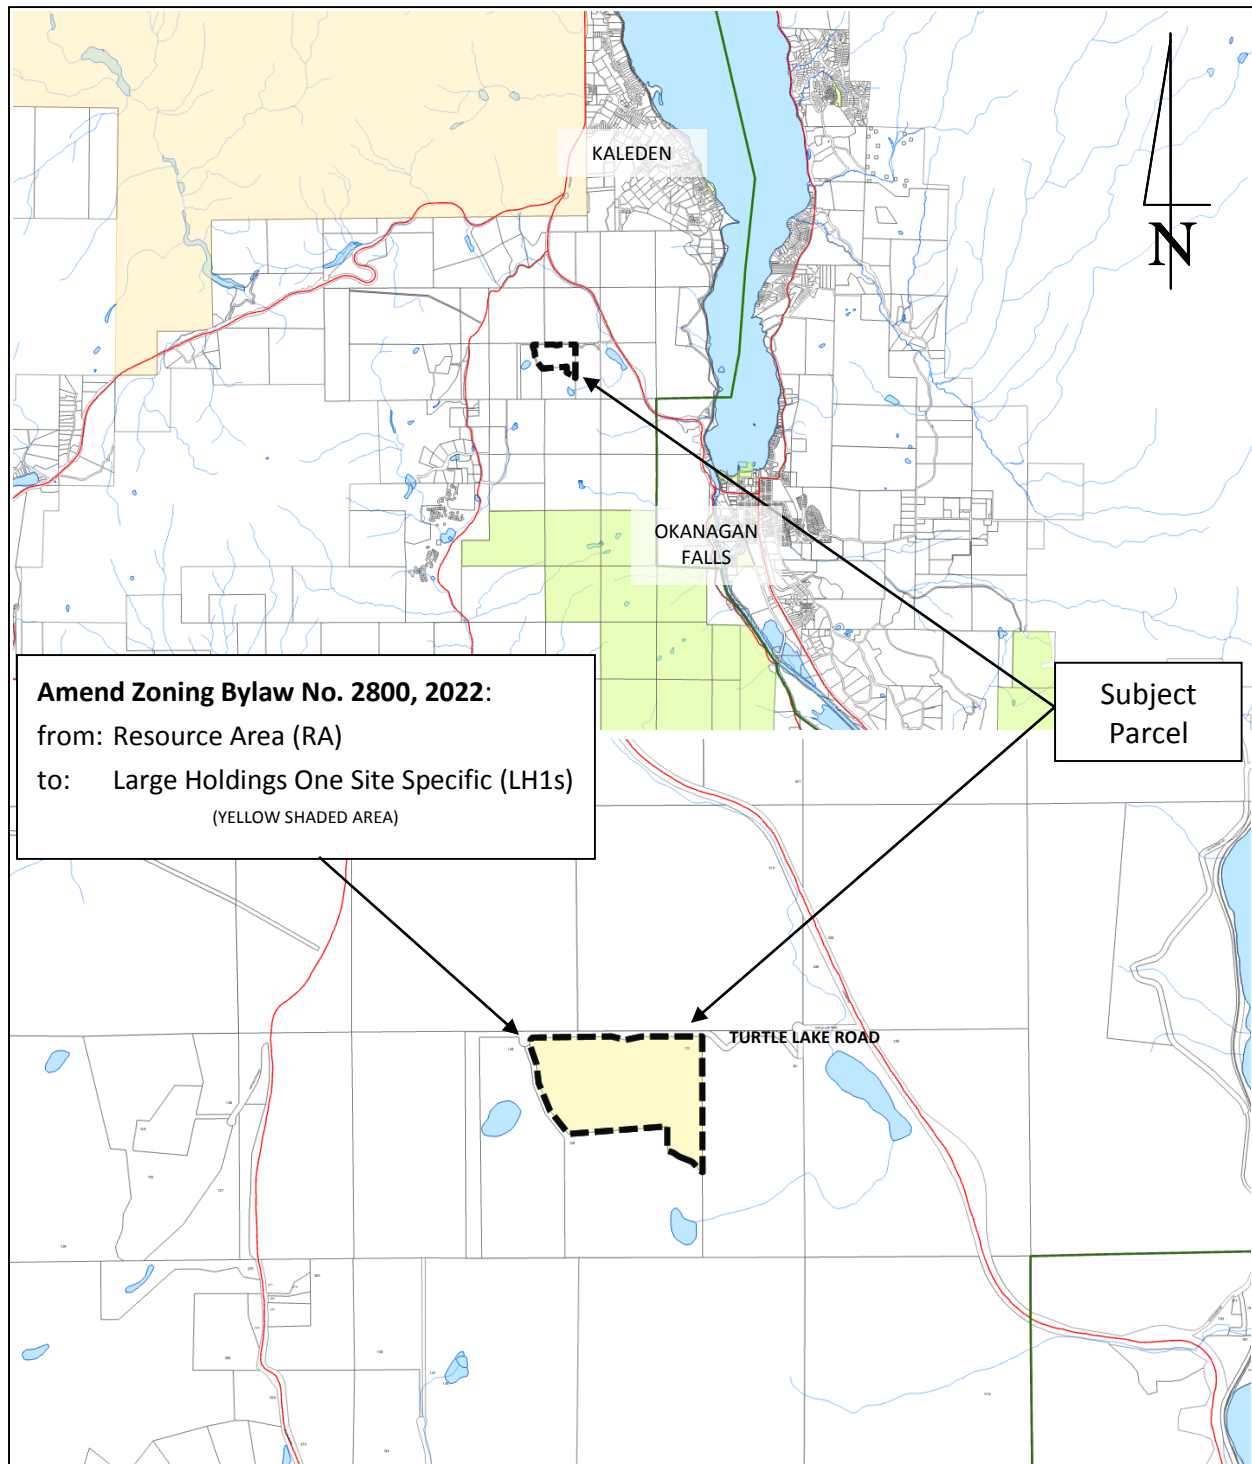 KALEDEN
N
OKANAGAN
FALLS
Amend Zoning Bylaw No. 2800, 2022:
from: Resource Area (RA)
to: Large Holdings One Site Specific (LH1s)
(YELLOW SHADED AREA)
Subject
Parcel
TURTLE LAKE ROAD